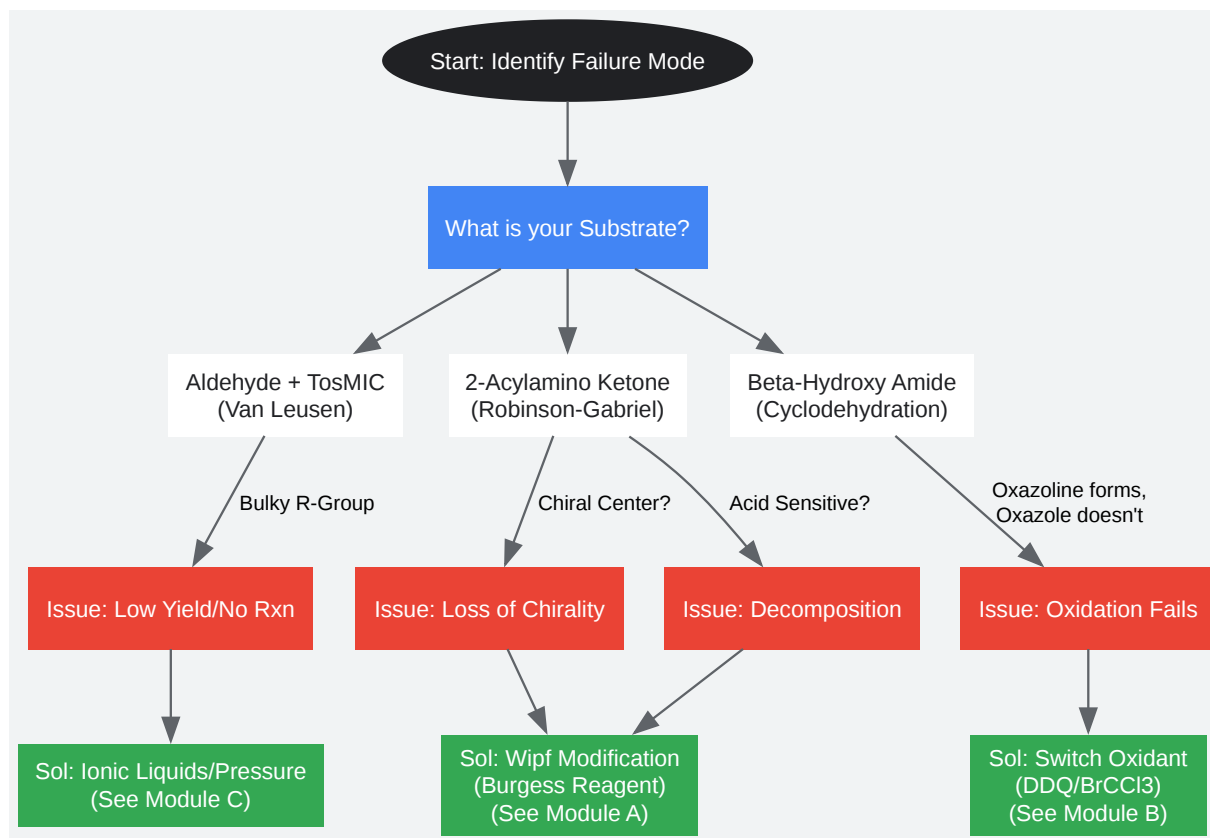 Start: Identify Failure Mode
What is your Substrate?
Aldehyde + TosMIC
(Van Leusen)
2-Acylamino Ketone
(Robinson-Gabriel)
Beta-Hydroxy Amide
(Cyclodehydration)
Bulky R-Group
Chiral Center?
Acid Sensitive?
Oxazoline forms,
Oxazole doesn't
Issue: Low Yield/No Rxn
Issue: Loss of Chirality
Issue: Decomposition
Issue: Oxidation Fails
Sol: Ionic Liquids/Pressure
(See Module C)
Sol: Wipf Modification
(Burgess Reagent)
(See Module A)
Sol: Switch Oxidant
(DDQ/BrCCl3)
(See Module B)